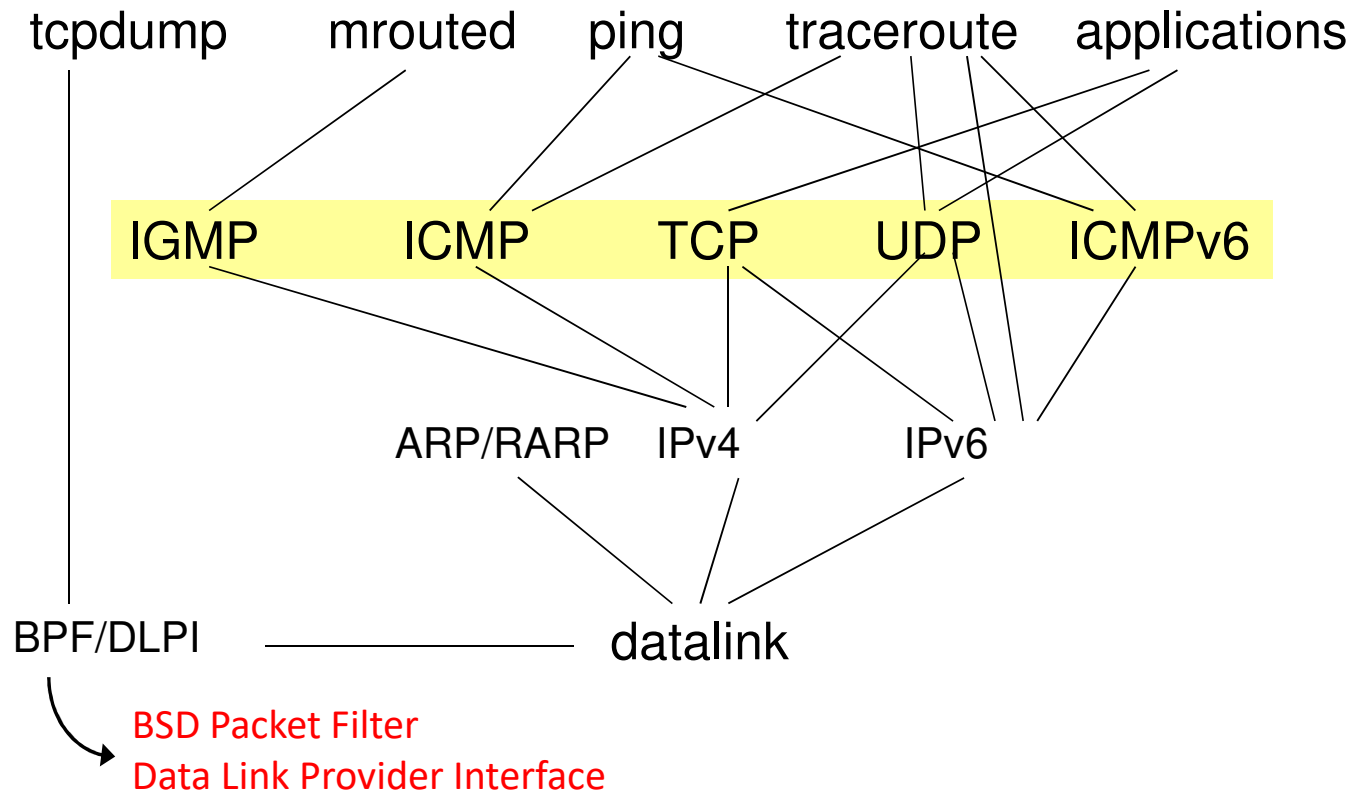 tcpdump mrouted ping traceroute applications
IGMP ICMP TCP UDP ICMPv6
ARP/RARP IPv4 IPv6
BPF/DLPI datalink
BSD Packet Filter
Data Link Provider Interface